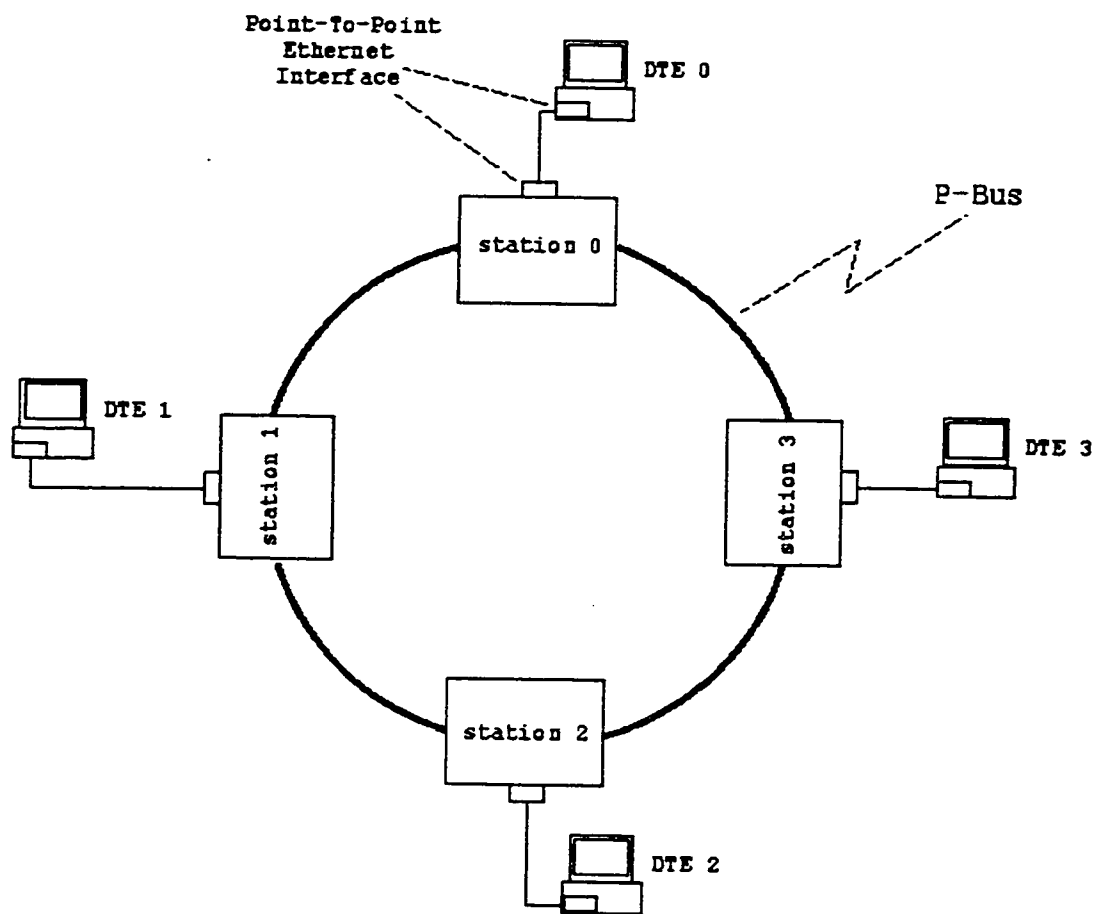 Point-To-Point
Ethernet
Interface
DTE 0
P-Bus
station 0
DTE 1
station 1
station 3
DTE 3
station 2
DTE 2